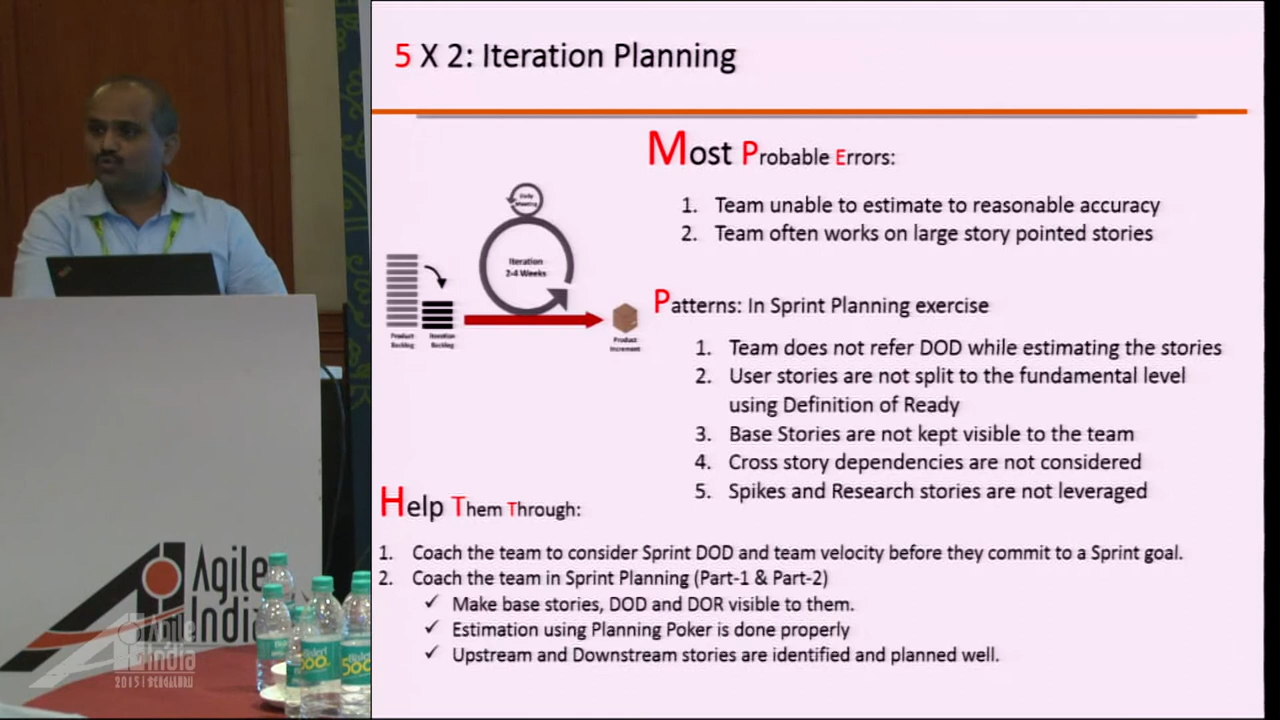 5 X 2: Iteration Planning
Most Probable Errors:
1. Team unable to estimate to reasonable accuracy
2. Team often works on large story pointed stories
Daily
Meeting
Iteration
2-4 Weeks
Product
Backlog
Iteration
Backlog
Product
Increment
Patterns: In Sprint Planning exercise
1. Team does not refer DOD while estimating the stories
2. User stories are not split to the fundamental level
using Definition of Ready
3. Base Stories are not kept visible to the team
4. Cross story dependencies are not considered
5. Spikes and Research stories are not leveraged
Help Them Through:
1. Coach the team to consider Sprint DOD and team velocity before they commit to a Sprint goal.
2. Coach the team in Sprint Planning (Part-1 & Part-2)
✓ Make base stories, DOD and DOR visible to them.
✓ Estimation using Planning Poker is done properly
✓ Upstream and Downstream stories are identified and planned well.
Agile
India
Agile
India
2015 | BENGALURU
500
500